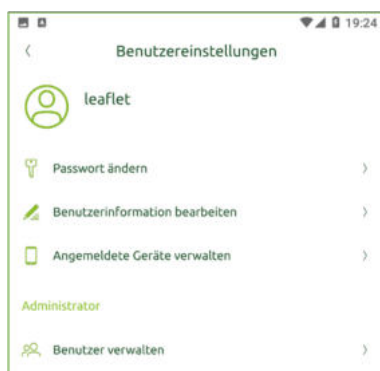 19:24
Benutzereinstellungen
leaflet
Passwort ändern
Benutzerinformation bearbeiten
Angemeldete Geräte verwalten
Administrator
Benutzer verwalten